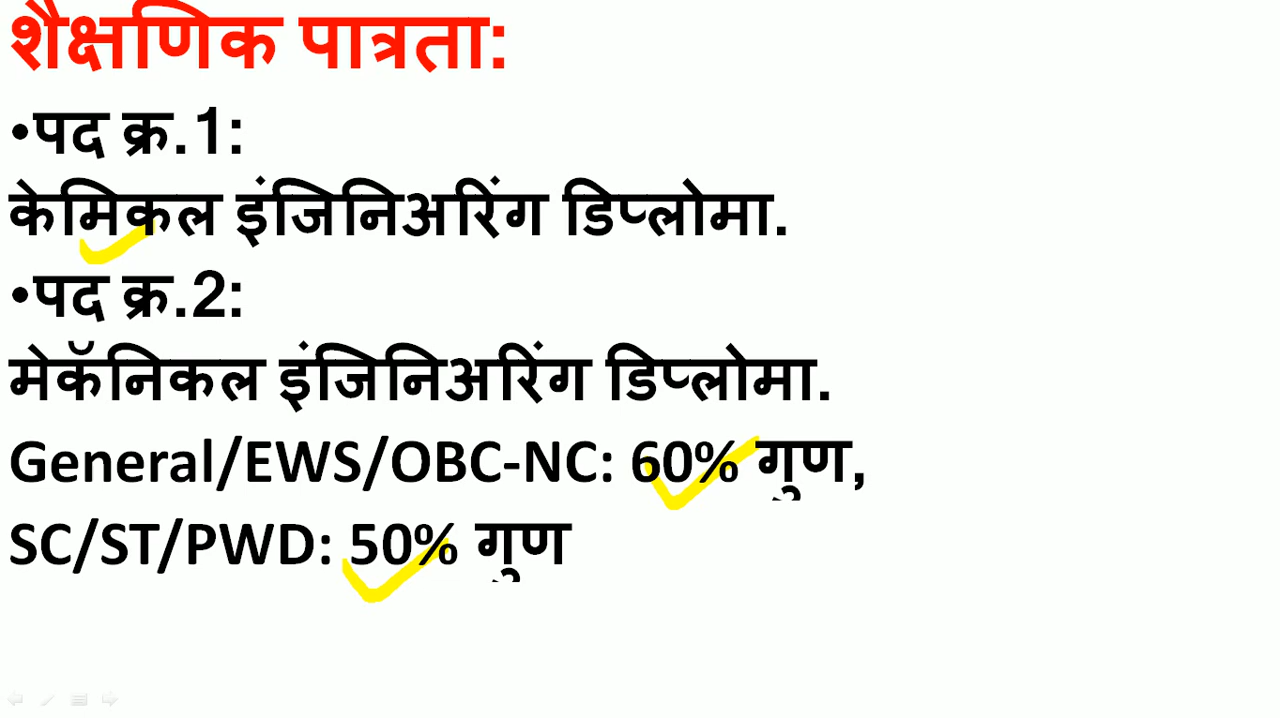 शैक्षणिक पात्रता:
•पद क्र.1:
केमिकल इंजिनिअरिंग डिप्लोमा.
•पद क्र.2:
मेकॅनिकल इंजिनिअरिंग डिप्लोमा.
General/EWS/OBC-NC: 60% गुण,
SC/ST/PWD: 50% गुण